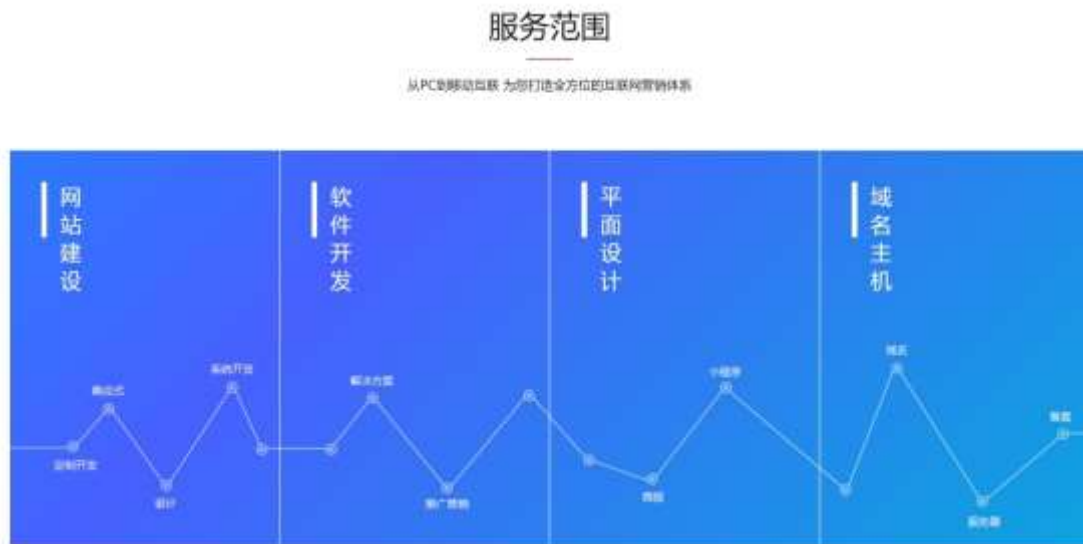 服务范围
从PC到移动互联 为您打造全方位的互联网营销体系
网站建设
软件开发
平面设计
域名主机
系统开发
响应式
定制开发
设计
解决方案
推广营销
小程序
商城
域名
服务器